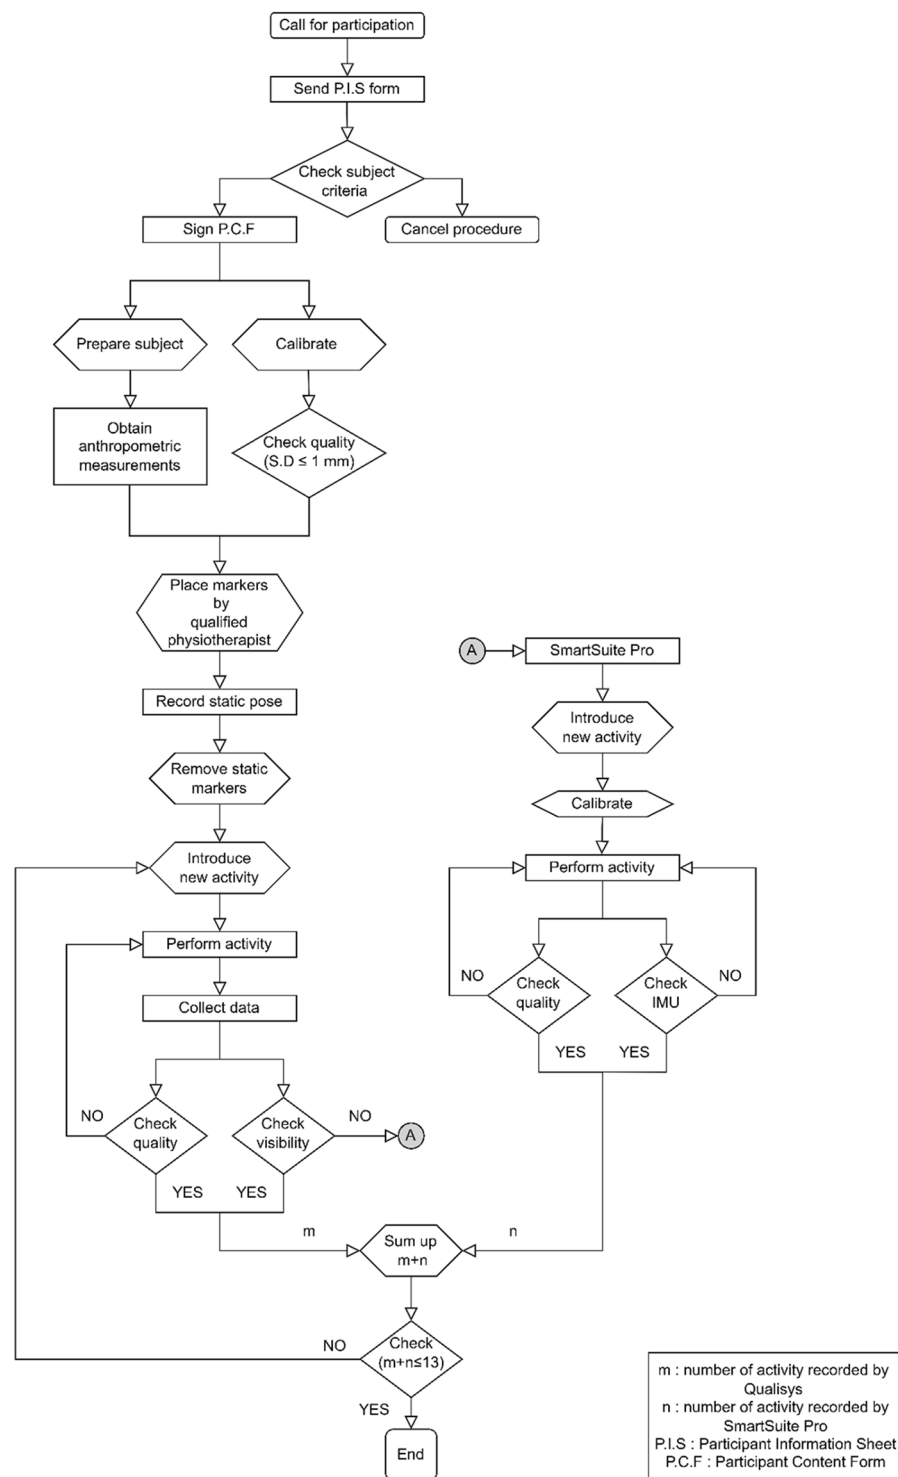 Call for participation
Send P.I.S form
Check subject
criteria
Sign P.C.F
Cancel procedure
Prepare subject
Calibrate
Obtain
anthropometric
measurements
Check quality
(S.D ≤ 1 mm)
Place markers
by
qualified
physiotherapist
Record static pose
Remove static
markers
Introduce
new activity
Perform activity
Collect data
NO
Check
quality
Check
visibility
NO
A
YES
YES
A
SmartSuite Pro
Introduce
new activity
Calibrate
Perform activity
NO
Check
quality
Check
IMU
NO
YES
YES
m
Sum up
m+n
n
NO
Check
(m+n≤13)
YES
End
m : number of activity recorded by
Qualisys
n : number of activity recorded by
SmartSuite Pro
P.I.S : Participant Information Sheet
P.C.F : Participant Content Form